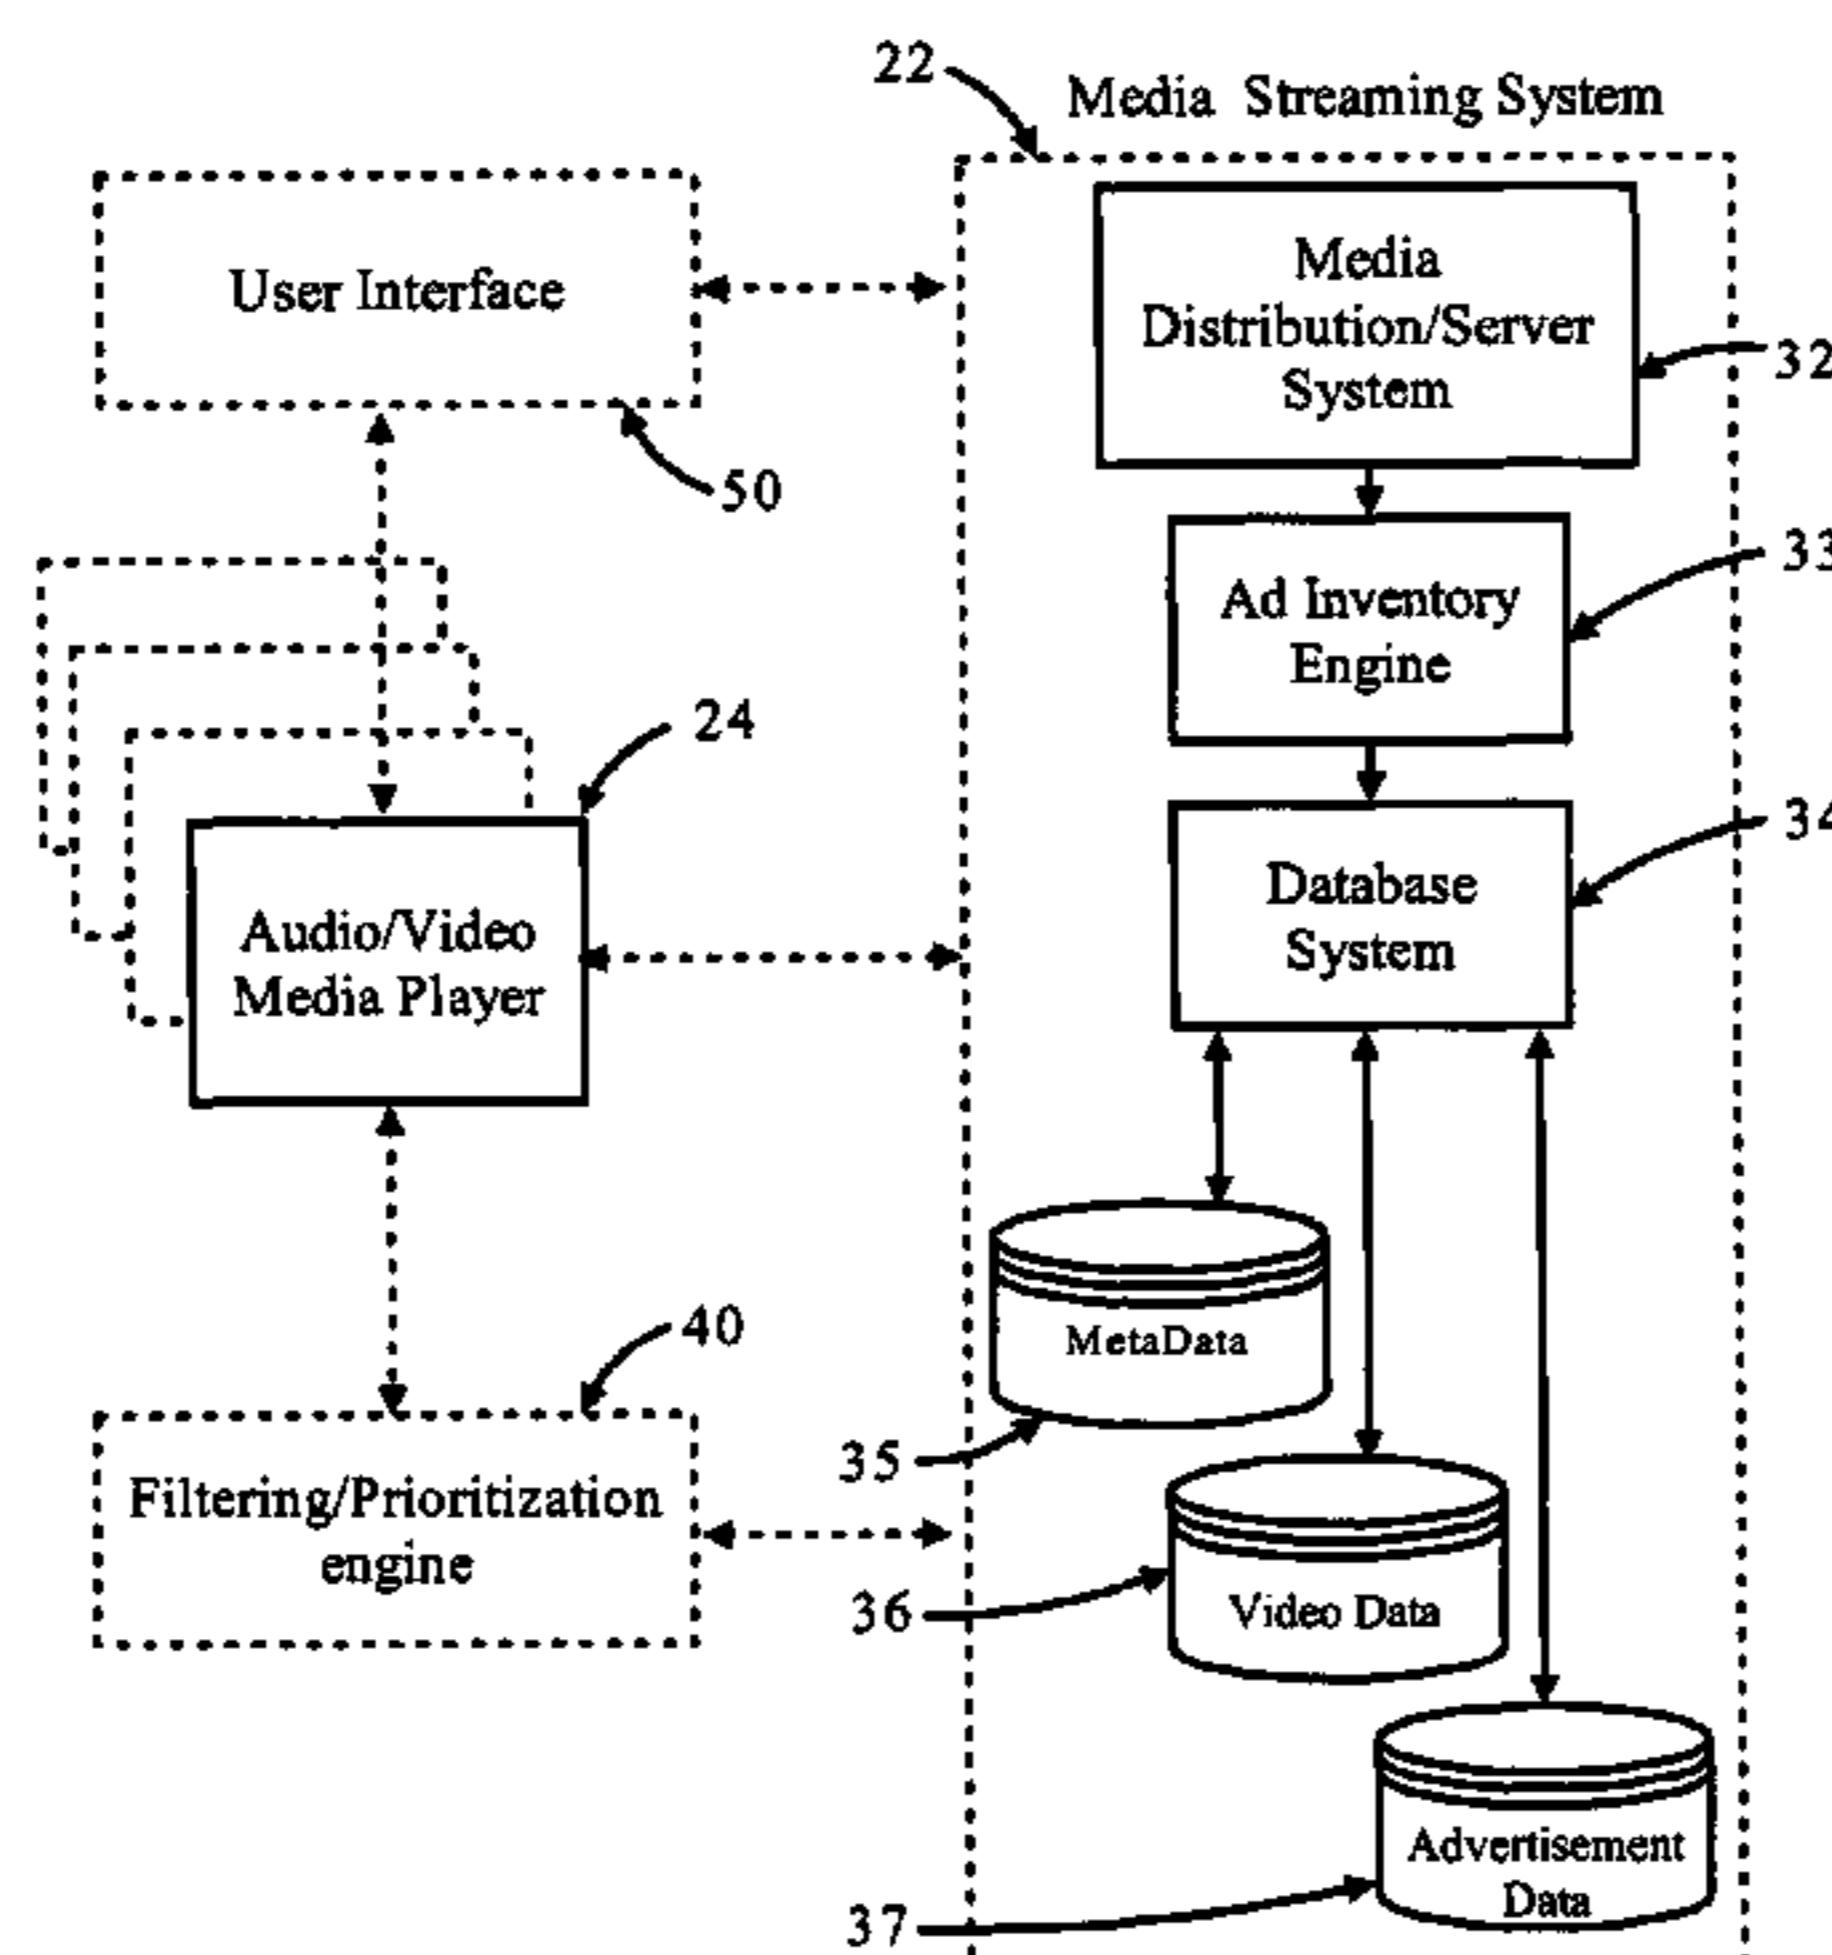 22
Media Streaming System
User Interface
50
Media
Distribution/Server
System
32
Ad Inventory
Engine
33
24
Audio/Video
Media Player
Database
System
34
40
Filtering/Prioritization
engine
MetaData
35
Video Data
36
Advertisement
Data
37